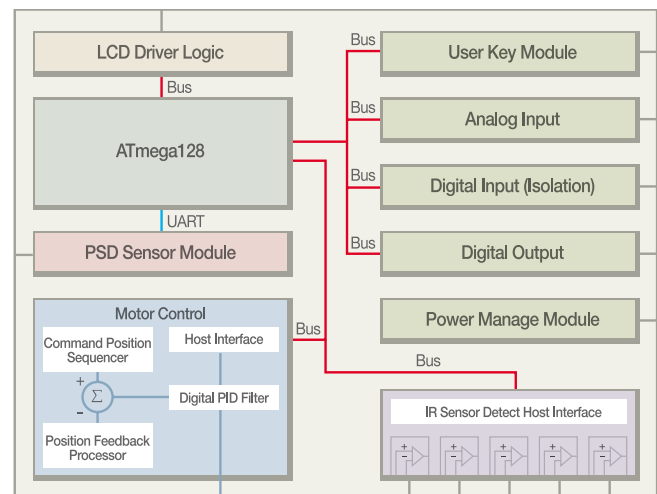 LCD Driver Logic
Bus
ATmega128
UART
PSD Sensor Module
Bus
User Key Module
Analog Input
Bus
Digital Input (Isolation)
Bus
Digital Output
Bus
Power Manage Module
Motor Control
Command Position
Sequencer
Host Interface
+
Σ
−
Digital PID Filter
Position Feedback
Processor
Bus
Bus
IR Sensor Detect Host Interface
+ + + + +
− − − − −